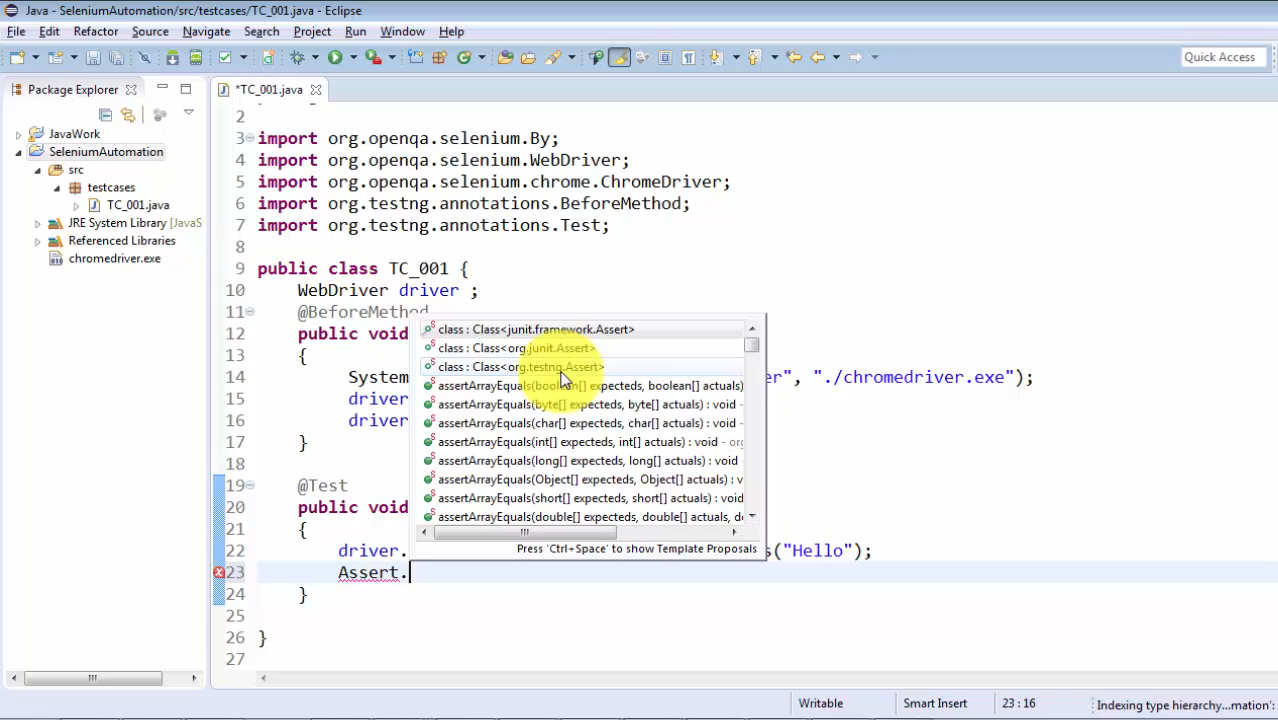 Java - SeleniumAutomation/src/testcases/TC_001.java - Eclipse
File Edit Refactor Source Navigate Search Project Run Window Help
Quick Access
Package Explorer
*TC_001.java
JavaWork
SeleniumAutomation
src
testcases
TC_001.java
JRE System Library [JavaS
Referenced Libraries
chromedriver.exe
2
3 import org.openqa.selenium.By;
4 import org.openqa.selenium.WebDriver;
5 import org.openqa.selenium.chrome.ChromeDriver;
6 import org.testng.annotations.BeforeMethod;
7 import org.testng.annotations.Test;
8
9 public class TC_001 {
10 WebDriver driver ;
11 @BeforeMethod
12 public void
13 {
14 System er", "./chromedriver.exe");
15 driver
16 driver
17 }
18
19 @Test
20 public void
21 {
22 driver. s("Hello");
23 Assert.
24 }
25
26 }
27
class : Class<junit.framework.Assert>
class : Class<org.junit.Assert>
class : Class<org.testng.Assert>
assertArrayEquals(boolean[] expecteds, boolean[] actuals)
assertArrayEquals(byte[] expecteds, byte[] actuals) : void -
assertArrayEquals(char[] expecteds, char[] actuals) : void -
assertArrayEquals(int[] expecteds, int[] actuals) : void - org
assertArrayEquals(long[] expecteds, long[] actuals) : void -
assertArrayEquals(Object[] expecteds, Object[] actuals) : v
assertArrayEquals(short[] expecteds, short[] actuals) : void
assertArrayEquals(double[] expecteds, double[] actuals, d
Press 'Ctrl+Space' to show Template Proposals
Writable
Smart Insert
23 : 16
Indexing type hierarchy...mation':